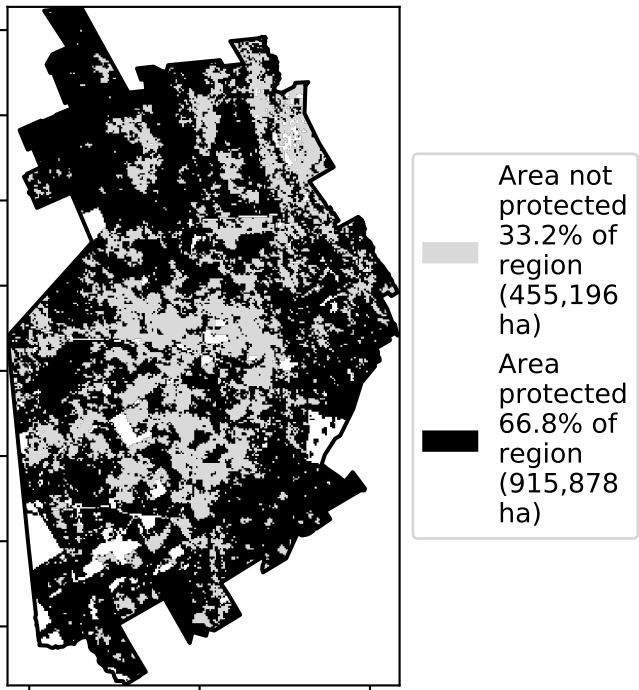 Area not
protected
33.2% of
region
(455,196
ha)
Area
protected
66.8% of
region
(915,878
ha)